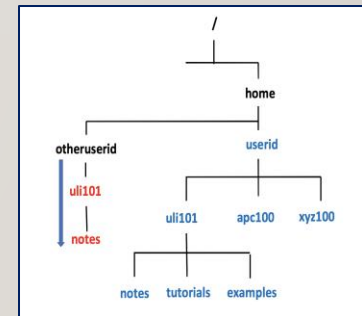 /
home
otheruserid userid
uli101
uli101 apc100 xyz100
notes
notes tutorials examples